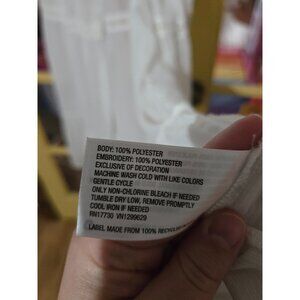 BODY: 100% POLYESTER
EMBROIDERY: 100% POLYESTER
EXCLUSIVE OF DECORATION
MACHINE WASH COLD WITH LIKE COLORS
GENTLE CYCLE
ONLY NON-CHLORINE BLEACH IF NEEDED
TUMBLE DRY LOW, REMOVE PROMPTLY
COOL IRON IF NEEDED
RN17730 VN1299629
LABEL MADE FROM 100% RECYCLED